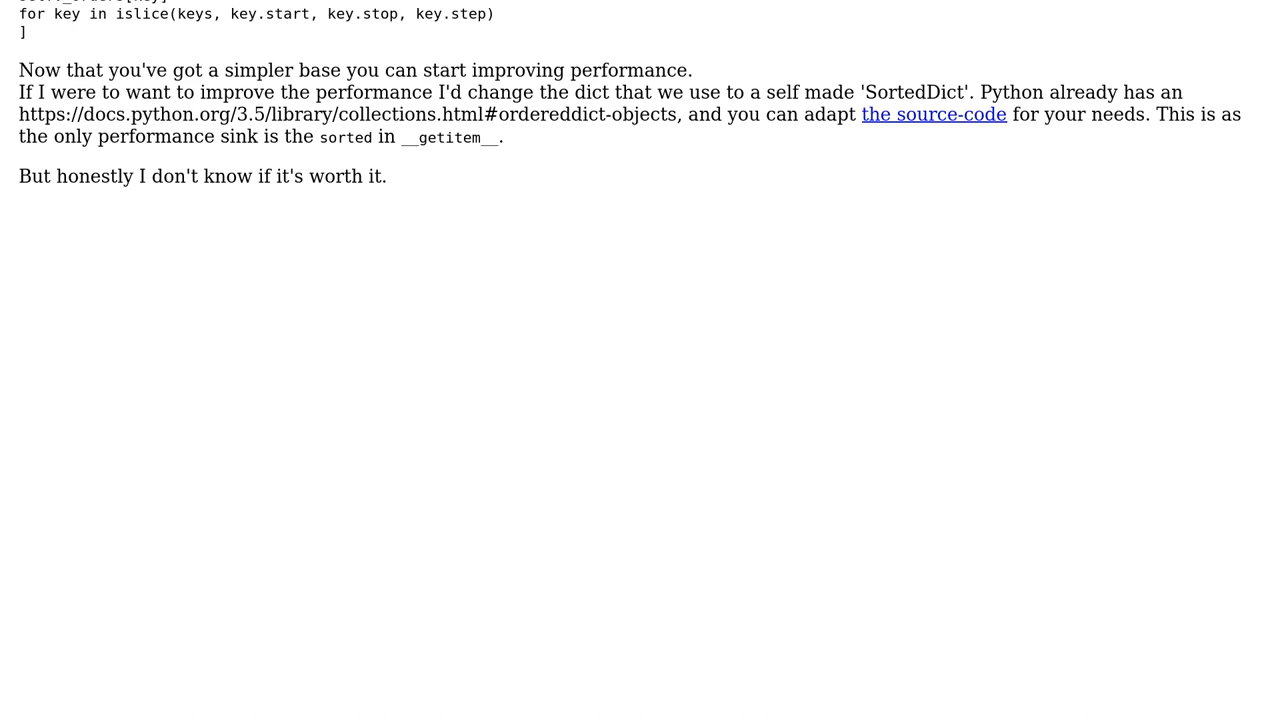 for key in islice(keys, key.start, key.stop, key.step)
]
Now that you've got a simpler base you can start improving performance.
If I were to want to improve the performance I'd change the dict that we use to a self made 'SortedDict'. Python already has an
https://docs.python.org/3.5/library/collections.html#ordereddict-objects, and you can adapt the source-code for your needs. This is as
the only performance sink is the sorted in __getitem__.
But honestly I don't know if it's worth it.